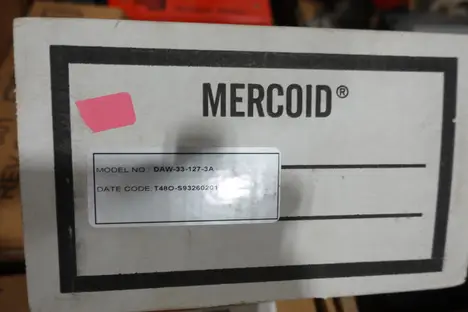 MERCOID®
MODEL NO : DAW-33-127-3A
DATE CODE: T48O-S93260201